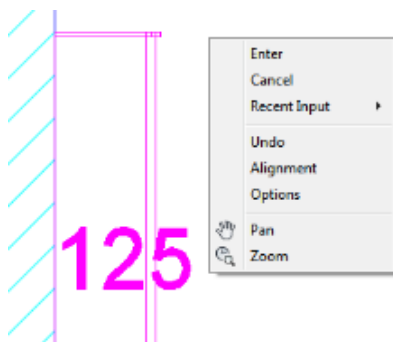 Enter
Cancel
Recent Input
Undo
Alignment
Options
Pan
Zoom
125